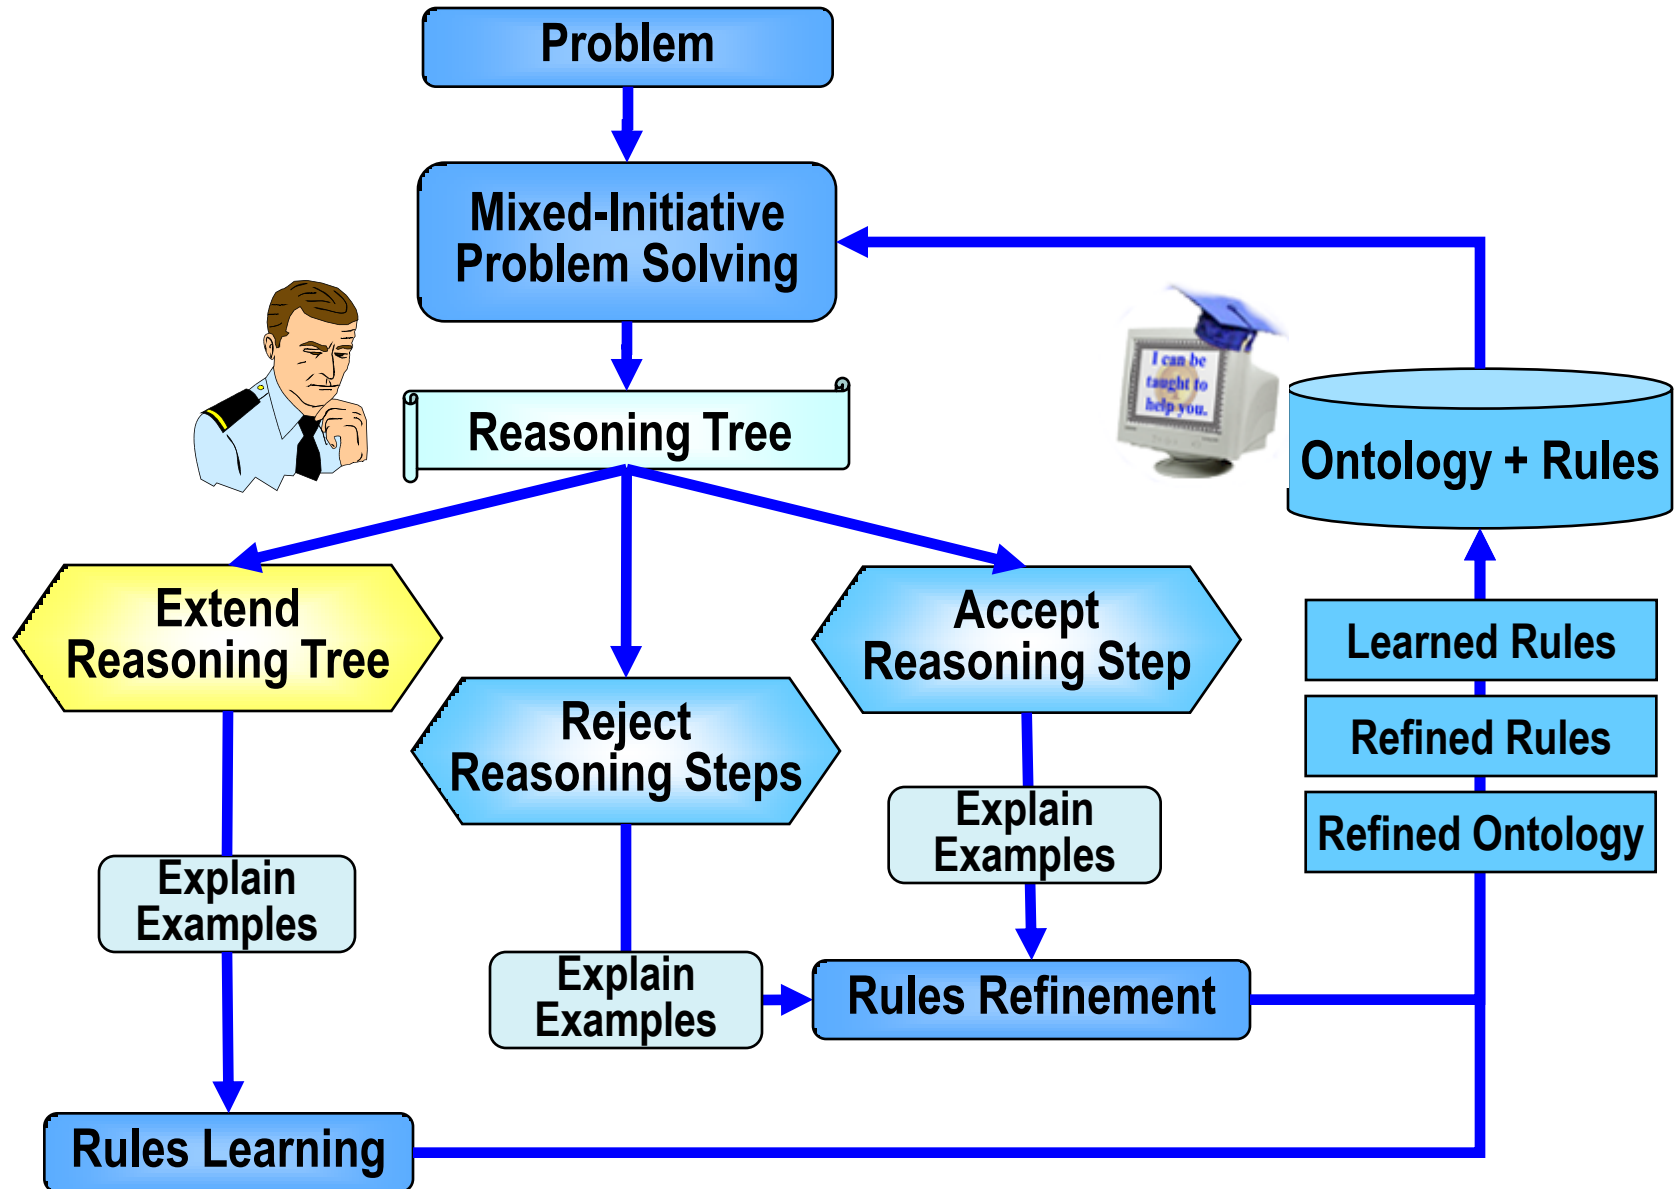 Problem
Mixed-Initiative
Problem Solving
I can be
taught to
help you.
Reasoning Tree
Ontology + Rules
Extend
Reasoning Tree
Reject
Reasoning Steps
Accept
Reasoning Step
Learned Rules
Refined Rules
Refined Ontology
Explain
Examples
Explain
Examples
Explain
Examples
Rules Refinement
Rules Learning